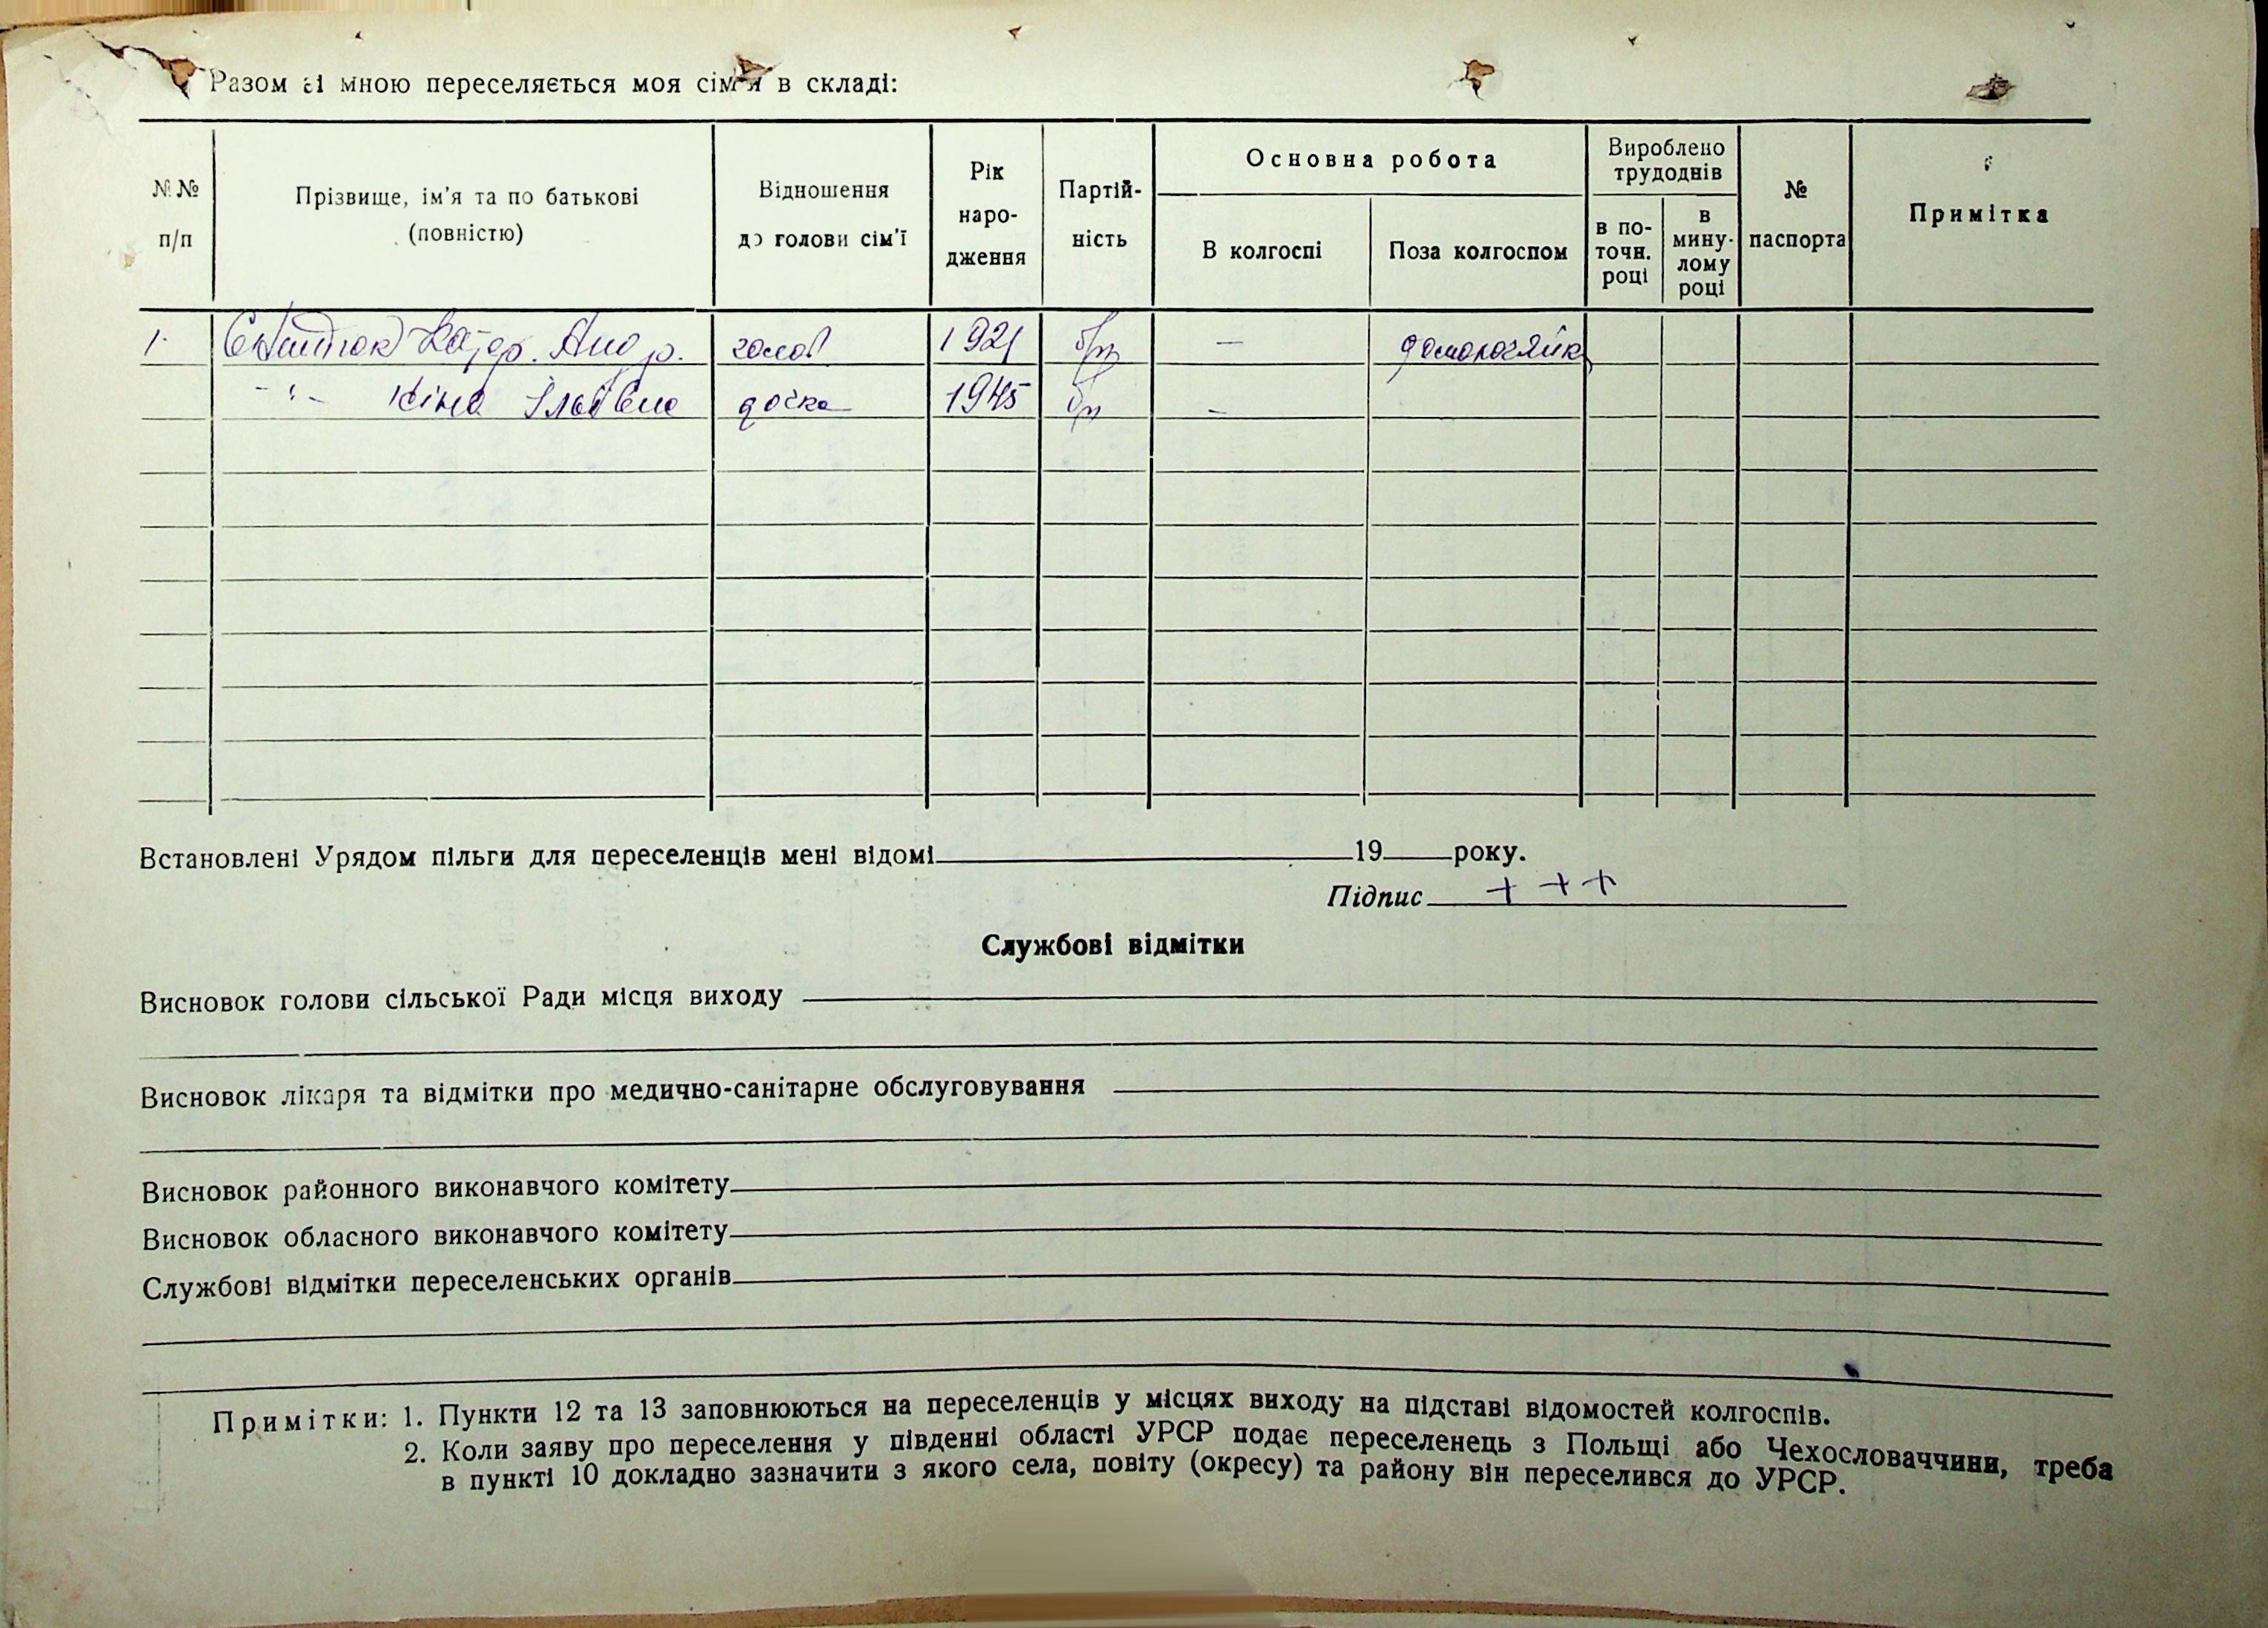 Разом зі мною переселяється моя сім'я в складі:
№№ п/п
Прізвище, ім'я та по батькові (повністю)
Відношення до голови сім'ї
Рік народження
Партійність
Основна робота
В колгоспі
Поза колгоспом
Вироблено трудоднів
в поточн. році
в минулому році
№ паспорта
Примітка
1. Катер. Андр. голов 1921 бп —
-"- дочка 1945 бп —
Встановлені Урядом пільги для переселенців мені відомі 19 року.
Підпис + + +
Службові відмітки
Висновок голови сільської Ради місця виходу
Висновок лікаря та відмітки про медично-санітарне обслуговування
Висновок районного виконавчого комітету
Висновок обласного виконавчого комітету
Службові відмітки переселенських органів
Примітки: 1. Пункти 12 та 13 заповнюються на переселенців у місцях виходу на підставі відомостей колгоспів.
2. Коли заяву про переселення у південні області УРСР подає переселенець з Польщі або Чехословаччини, треба
в пункті 10 докладно зазначити з якого села, повіту (окресу) та району він переселився до УРСР.